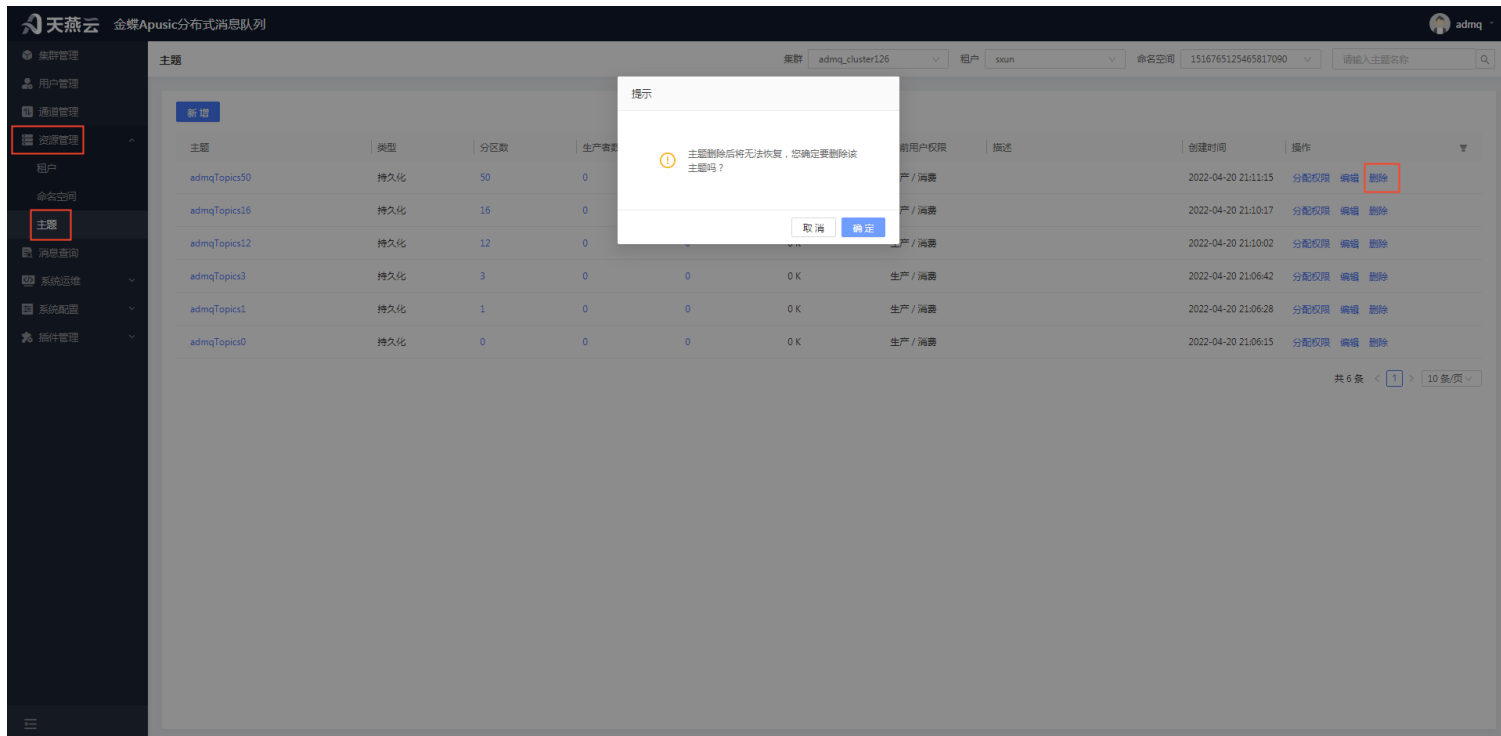 天燕云 金蝶Apusic分布式消息队列 admq
集群管理
用户管理
通道管理
资源管理
租户
命名空间
主题
消息查询
系统运维
系统配置
插件管理
主题 集群 admq_cluster126 租户 sxun 命名空间 1516765125465817090 请输入主题名称
新增
主题 类型 分区数 生产者数 前用户权限 描述 创建时间 操作
admqTopics50 持久化 50 0 产 / 消费 2022-04-20 21:11:15 分配权限 编辑 删除
admqTopics16 持久化 16 0 产 / 消费 2022-04-20 21:10:17 分配权限 编辑 删除
admqTopics12 持久化 12 0 产 / 消费 2022-04-20 21:10:02 分配权限 编辑 删除
admqTopics3 持久化 3 0 0 0 K 生产 / 消费 2022-04-20 21:06:42 分配权限 编辑 删除
admqTopics1 持久化 1 0 0 0 K 生产 / 消费 2022-04-20 21:06:28 分配权限 编辑 删除
admqTopics0 持久化 0 0 0 0 K 生产 / 消费 2022-04-20 21:06:15 分配权限 编辑 删除
共 6 条 1 10 条/页
提示
主题删除后将无法恢复，您确定要删除该
主题吗？
取消 确定